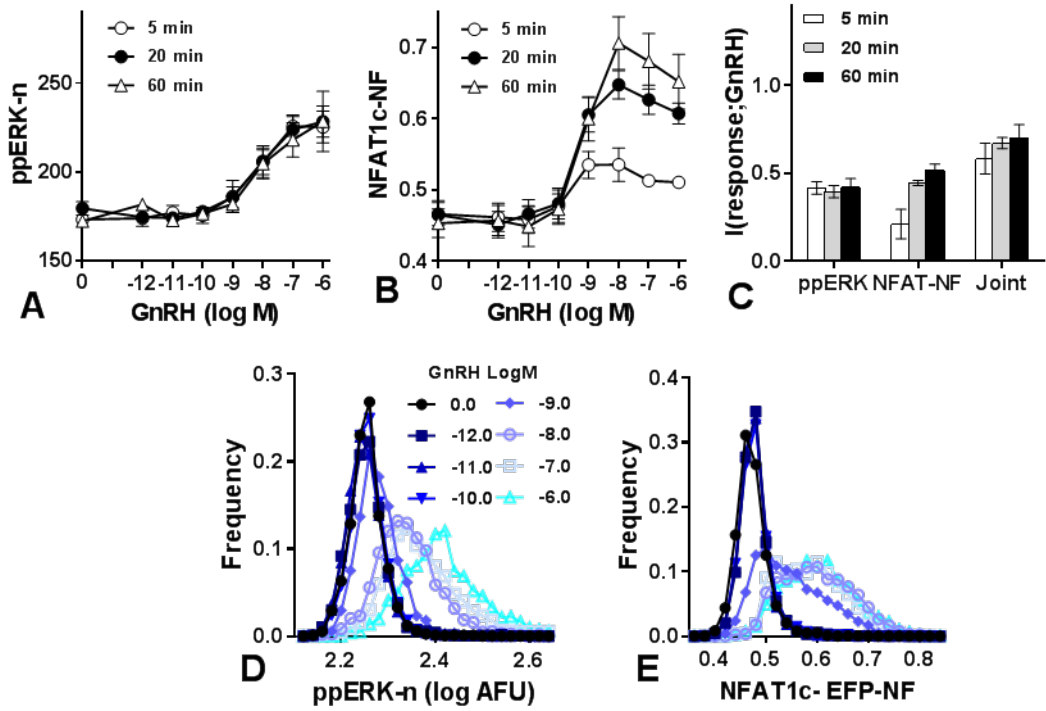 5 min
20 min
60 min
ppERK-n
250
200
150
0 -12 -11 -10 -9 -8 -7 -6
GnRH (log M)
A
5 min
20 min
60 min
NFAT1c-NF
0.7
0.6
0.5
0.4
0 -12 -11 -10 -9 -8 -7 -6
GnRH (log M)
B
5 min
20 min
60 min
I(response;GnRH)
1.0
0.5
0.0
ppERK NFAT-NF Joint
C
GnRH LogM
0.0 -9.0
-12.0 -8.0
-11.0 -7.0
-10.0 -6.0
Frequency
0.3
0.2
0.1
0.0
2.2 2.4 2.6
ppERK-n (log AFU)
D
Frequency
0.4
0.3
0.2
0.1
0.0
0.4 0.5 0.6 0.7 0.8
NFAT1c- EFP-NF
E